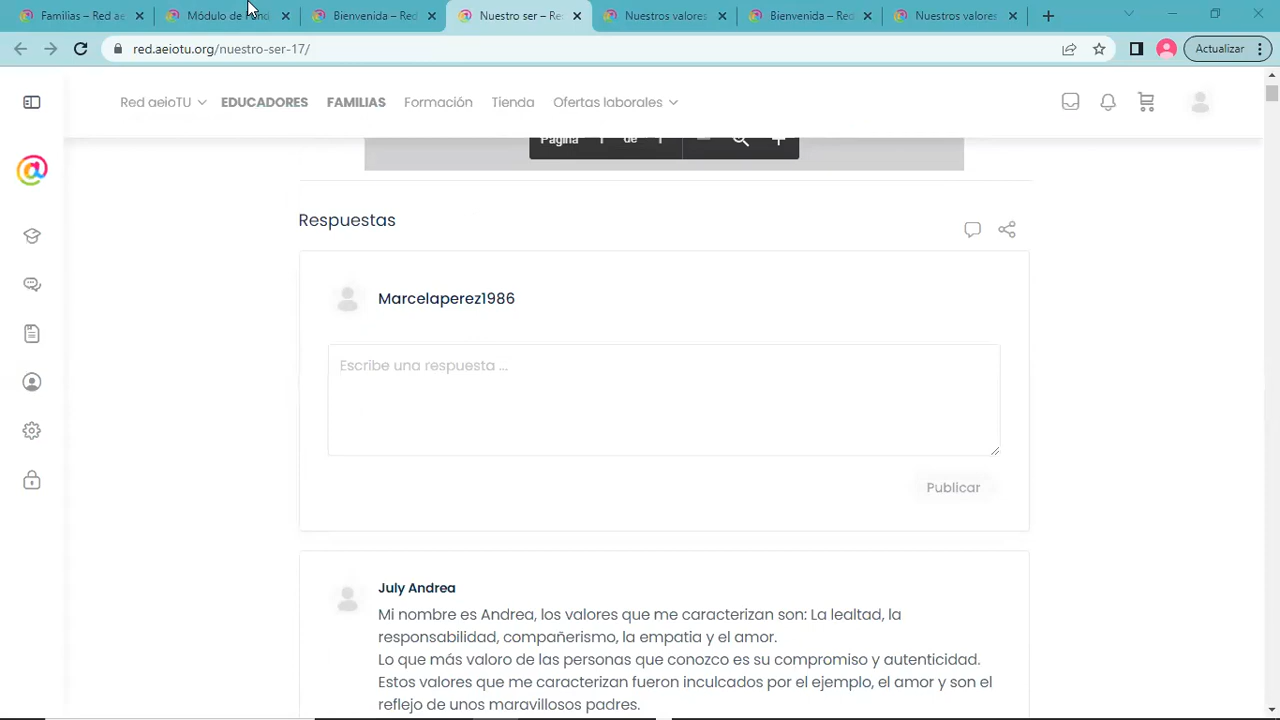 Familias – Red ae
Módulo de
Bienvenida – Red
Nuestro ser – Re
Nuestros valores
Bienvenida – Red
Nuestros valores
red.aeiotu.org/nuestro-ser-17/
Actualizar
Red aeioTU EDUCADORES FAMILIAS Formación Tienda Ofertas laborales
Página 1 de 1
Respuestas
Marcelaperez1986
Escribe una respuesta ...
Publicar
July Andrea
Mi nombre es Andrea, los valores que me caracterizan son: La lealtad, la
responsabilidad, compañerismo, la empatia y el amor.
Lo que más valoro de las personas que conozco es su compromiso y autenticidad.
Estos valores que me caracterizan fueron inculcados por el ejemplo, el amor y son el
reflejo de unos maravillosos padres.